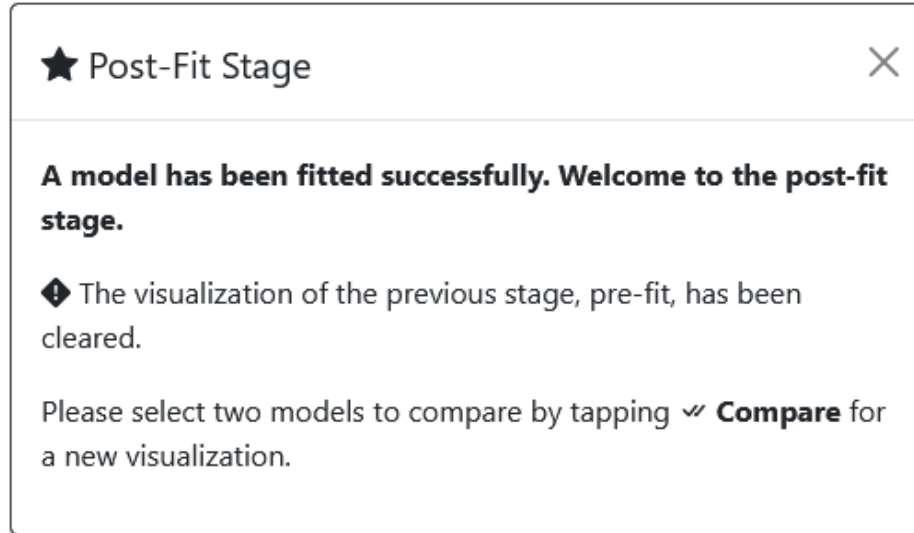 Post-Fit Stage
A model has been fitted successfully. Welcome to the post-fit
stage.
The visualization of the previous stage, pre-fit, has been
cleared.
Please select two models to compare by tapping Compare for
a new visualization.